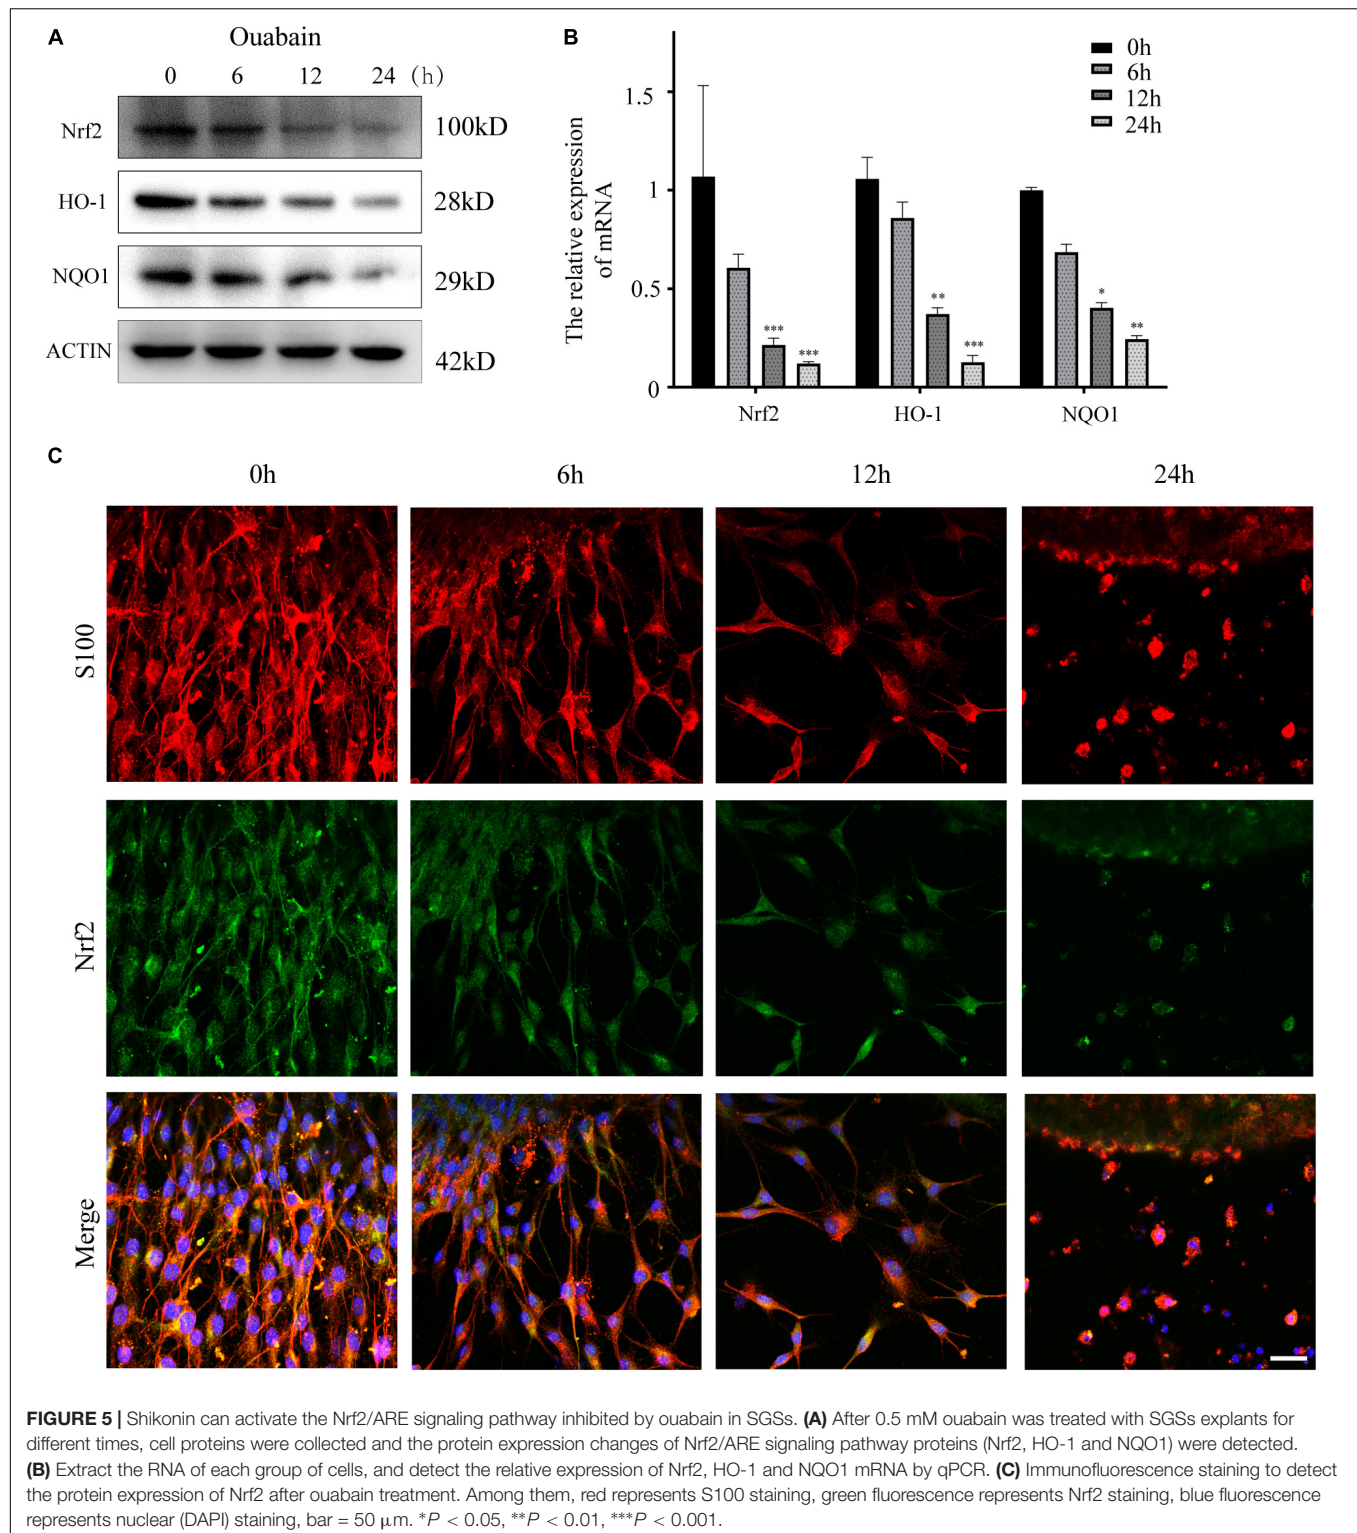 A
Ouabain
0 6 12 24 (h)
Nrf2 100kD
HO-1 28kD
NQO1 29kD
ACTIN 42kD
B
The relative expression
of mRNA
1.5
1
0.5
0
0h
6h
12h
24h
*** ***
** ***
* **
Nrf2 HO-1 NQO1
C
0h 6h 12h 24h
S100
Nrf2
Merge
FIGURE 5 | Shikonin can activate the Nrf2/ARE signaling pathway inhibited by ouabain in SGSs. (A) After 0.5 mM ouabain was treated with SGSs explants for
different times, cell proteins were collected and the protein expression changes of Nrf2/ARE signaling pathway proteins (Nrf2, HO-1 and NQO1) were detected.
(B) Extract the RNA of each group of cells, and detect the relative expression of Nrf2, HO-1 and NQO1 mRNA by qPCR. (C) Immunofluorescence staining to detect
the protein expression of Nrf2 after ouabain treatment. Among them, red represents S100 staining, green fluorescence represents Nrf2 staining, blue fluorescence
represents nuclear (DAPI) staining, bar = 50 μm. *P < 0.05, **P < 0.01, ***P < 0.001.